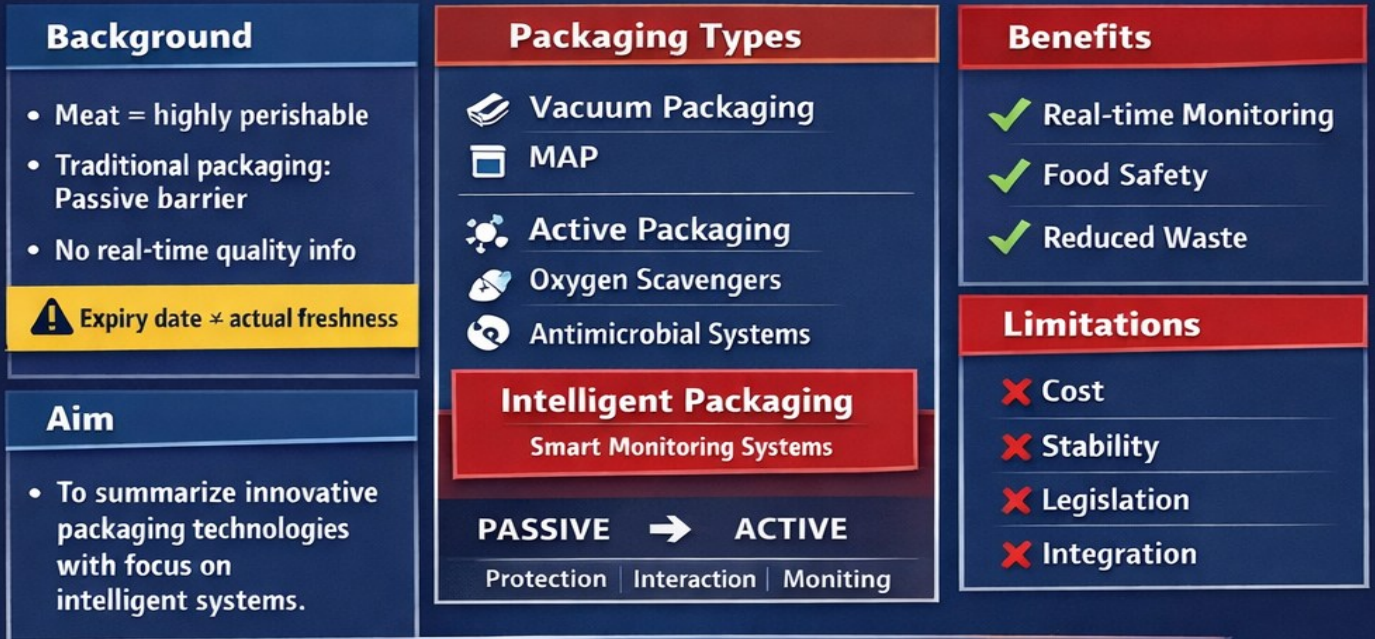 Background
• Meat = highly perishable
• Traditional packaging:
Passive barrier
• No real-time quality info
Expiry date ≠ actual freshness
Aim
• To summarize innovative
packaging technologies
with focus on
intelligent systems.
Packaging Types
Vacuum Packaging
MAP
Active Packaging
Oxygen Scavengers
Antimicrobial Systems
Intelligent Packaging
Smart Monitoring Systems
PASSIVE → ACTIVE
Protection | Interaction | Moniting
Benefits
Real-time Monitoring
Food Safety
Reduced Waste
Limitations
Cost
Stability
Legislation
Integration